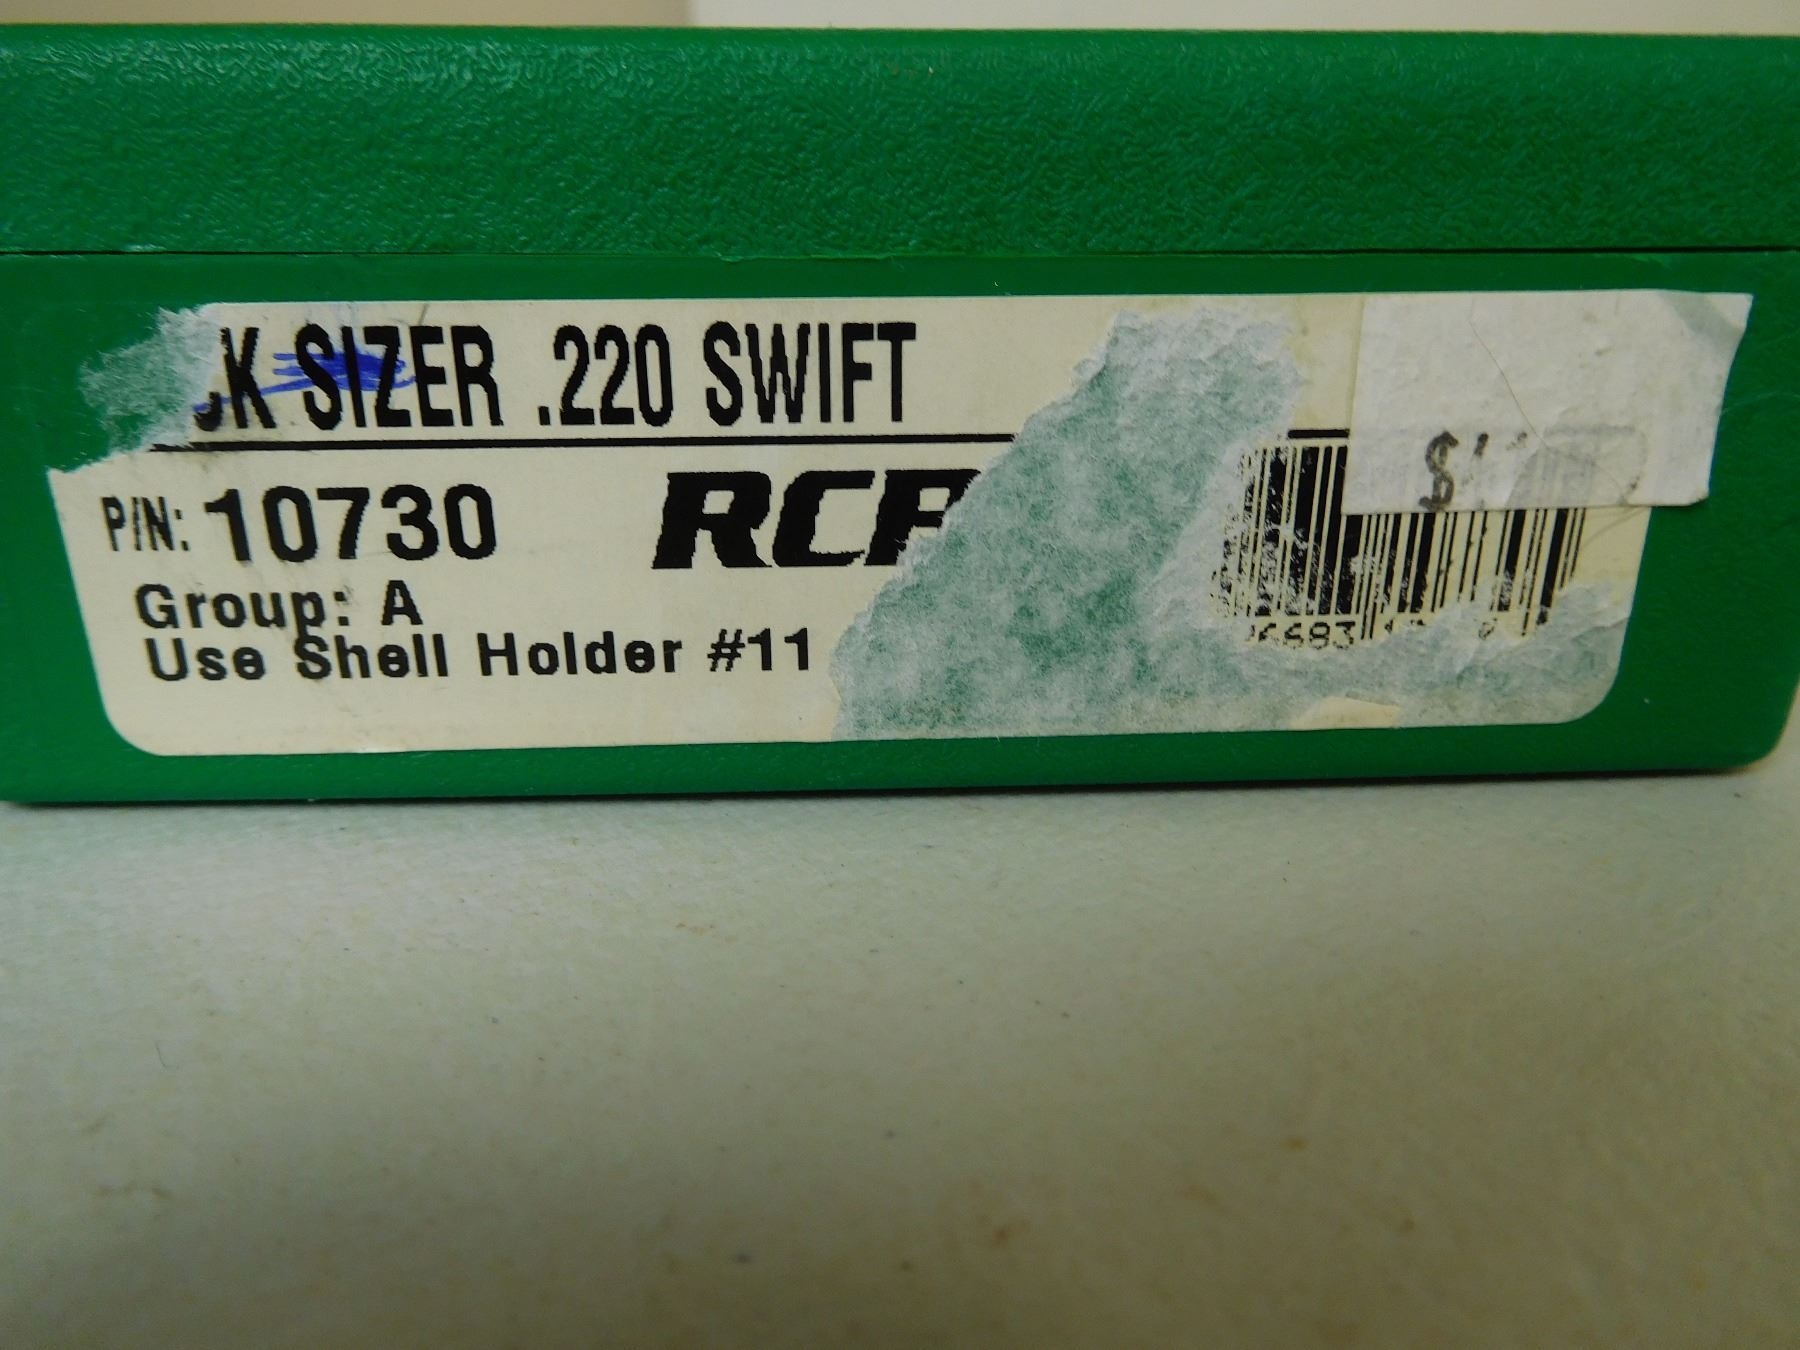 SIZER .220 SWIFT
P/N: 10730
Group: A
Use Shell Holder #11